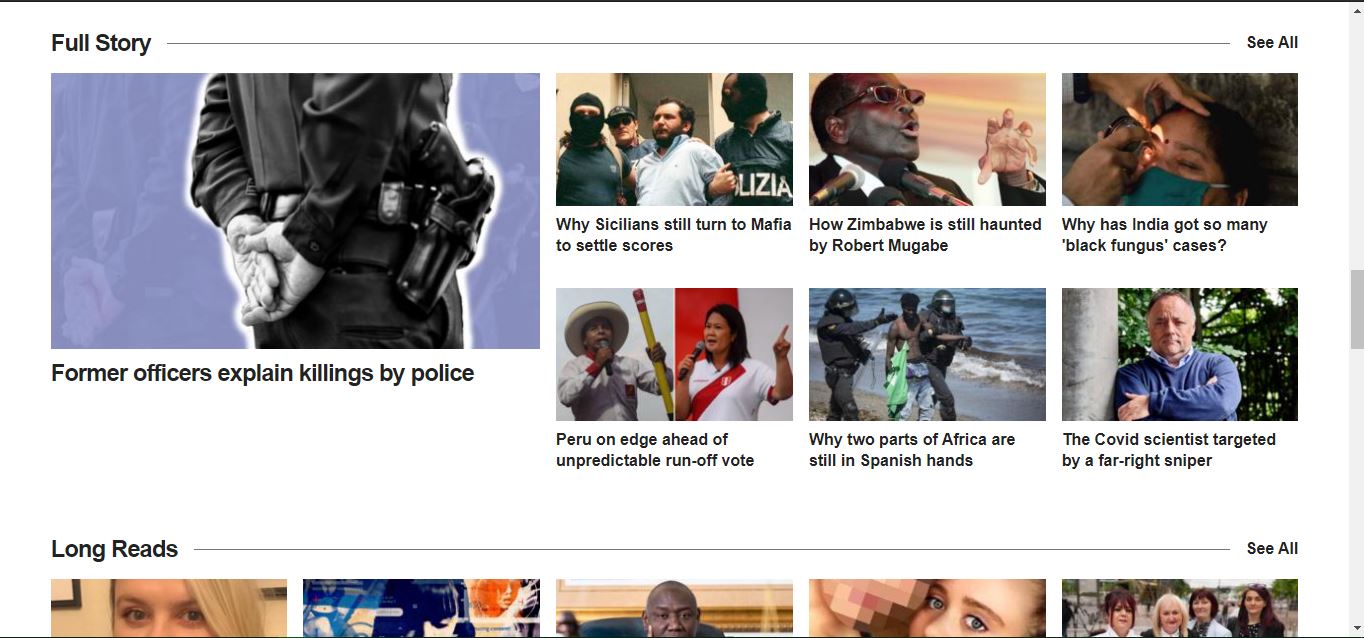 Full Story
See All
Former officers explain killings by police
LIZIA
Why Sicilians still turn to Mafia
to settle scores
How Zimbabwe is still haunted
by Robert Mugabe
Why has India got so many
'black fungus' cases?
Peru on edge ahead of
unpredictable run-off vote
Why two parts of Africa are
still in Spanish hands
The Covid scientist targeted
by a far-right sniper
Long Reads
See All